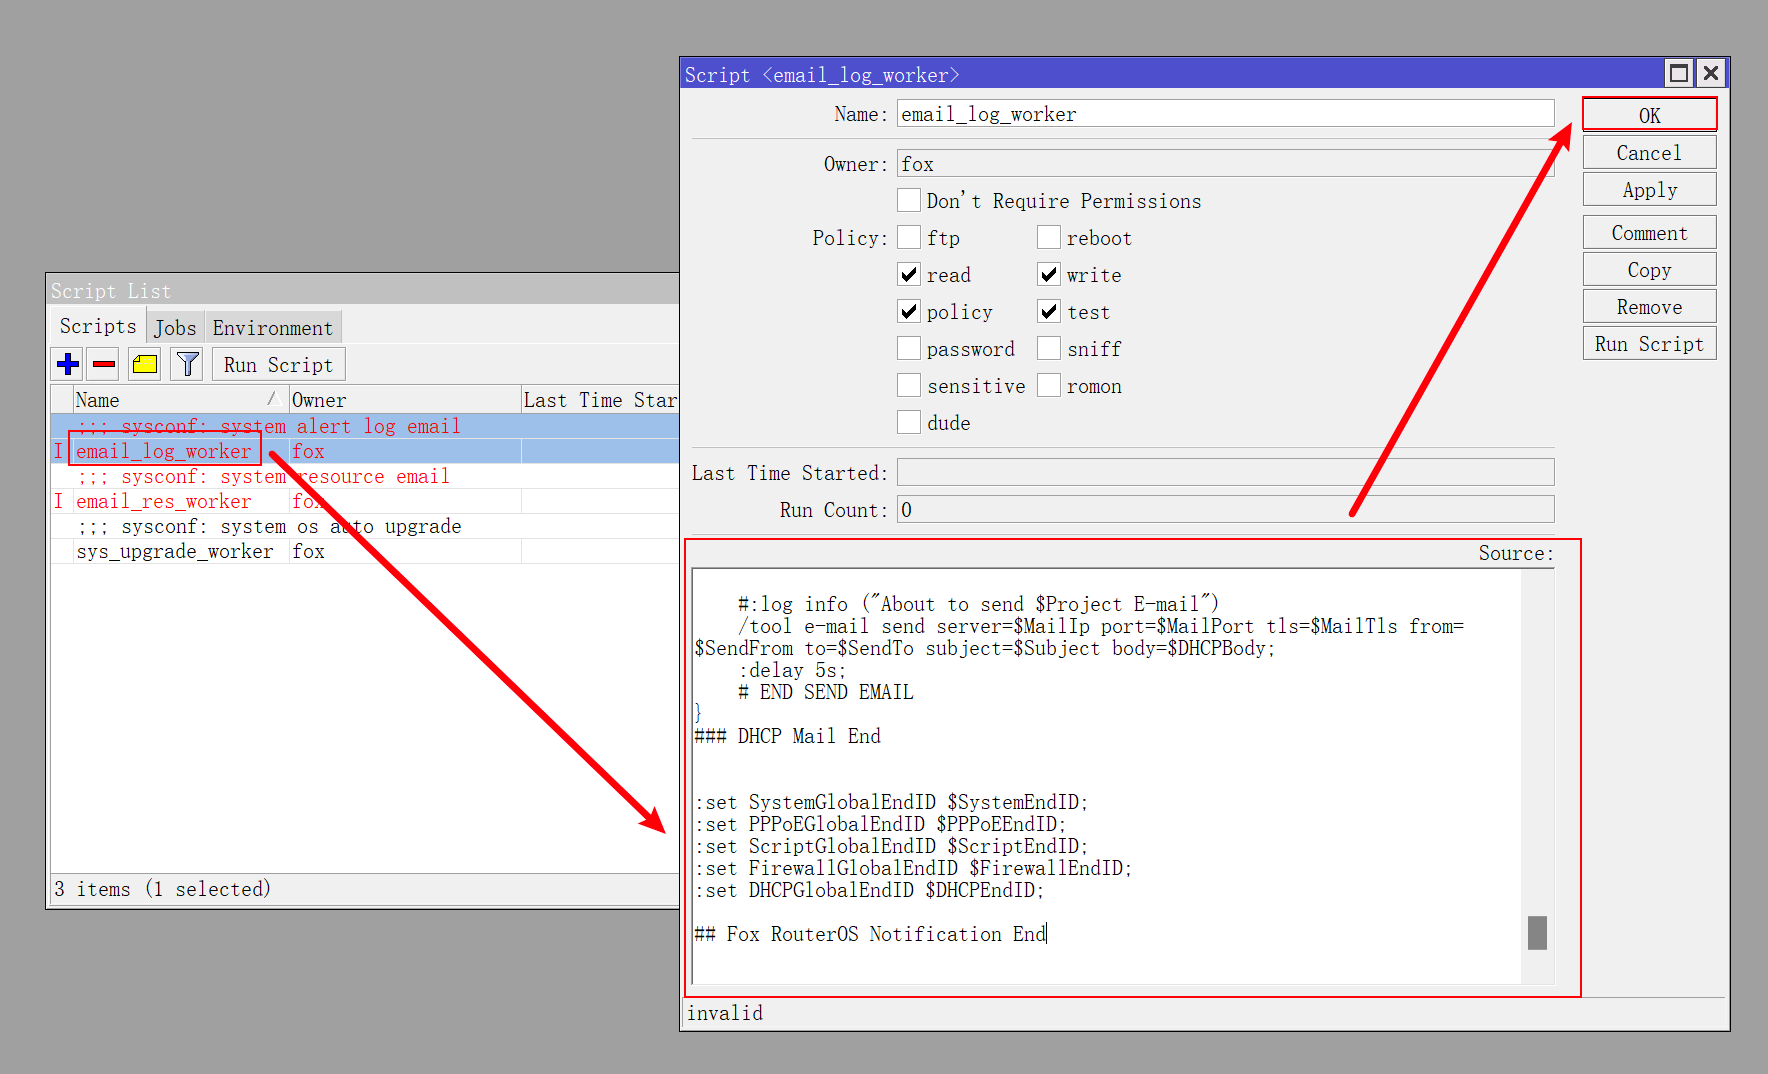 Script <email_log_worker>
Name: email_log_worker
Owner: fox
Don't Require Permissions
Policy: ftp reboot
read write
policy test
password sniff
sensitive romon
dude
Last Time Started:
Run Count: 0
Source:
#:log info ("About to send $Project E-mail")
/tool e-mail send server=$MailIp port=$MailPort tls=$MailTls from=
$SendFrom to=$SendTo subject=$Subject body=$DHCPBody;
:delay 5s;
# END SEND EMAIL
}
### DHCP Mail End
:set SystemGlobalEndID $SystemEndID;
:set PPPoEGlobalEndID $PPPoEEndID;
:set ScriptGlobalEndID $ScriptEndID;
:set FirewallGlobalEndID $FirewallEndID;
:set DHCPGlobalEndID $DHCPEndID;
## Fox RouterOS Notification End
invalid
OK
Cancel
Apply
Comment
Copy
Remove
Run Script
Script List
Scripts Jobs Environment
Run Script
Name Owner Last Time Star
;;; sysconf: system alert log email
I email_log_worker fox
;;; sysconf: system resource email
I email_res_worker fox
;;; sysconf: system os auto upgrade
sys_upgrade_worker fox
3 items (1 selected)